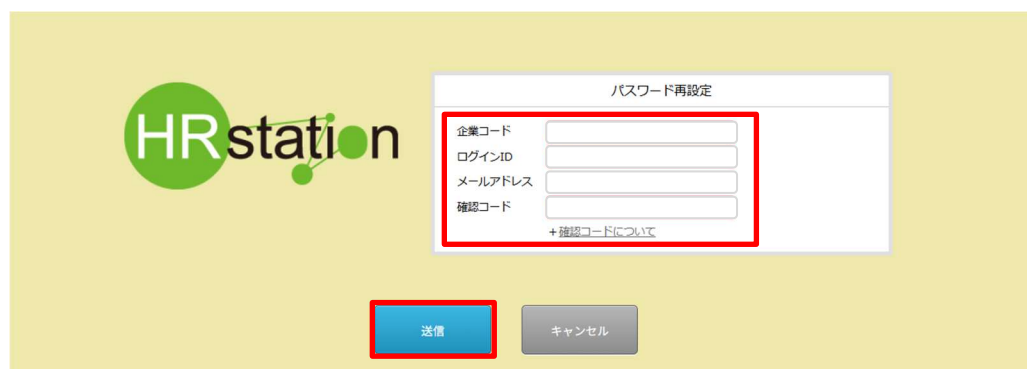 HRstation
パスワード再設定
企業コード
ログインID
メールアドレス
確認コード
+確認コードについて
送信
キャンセル